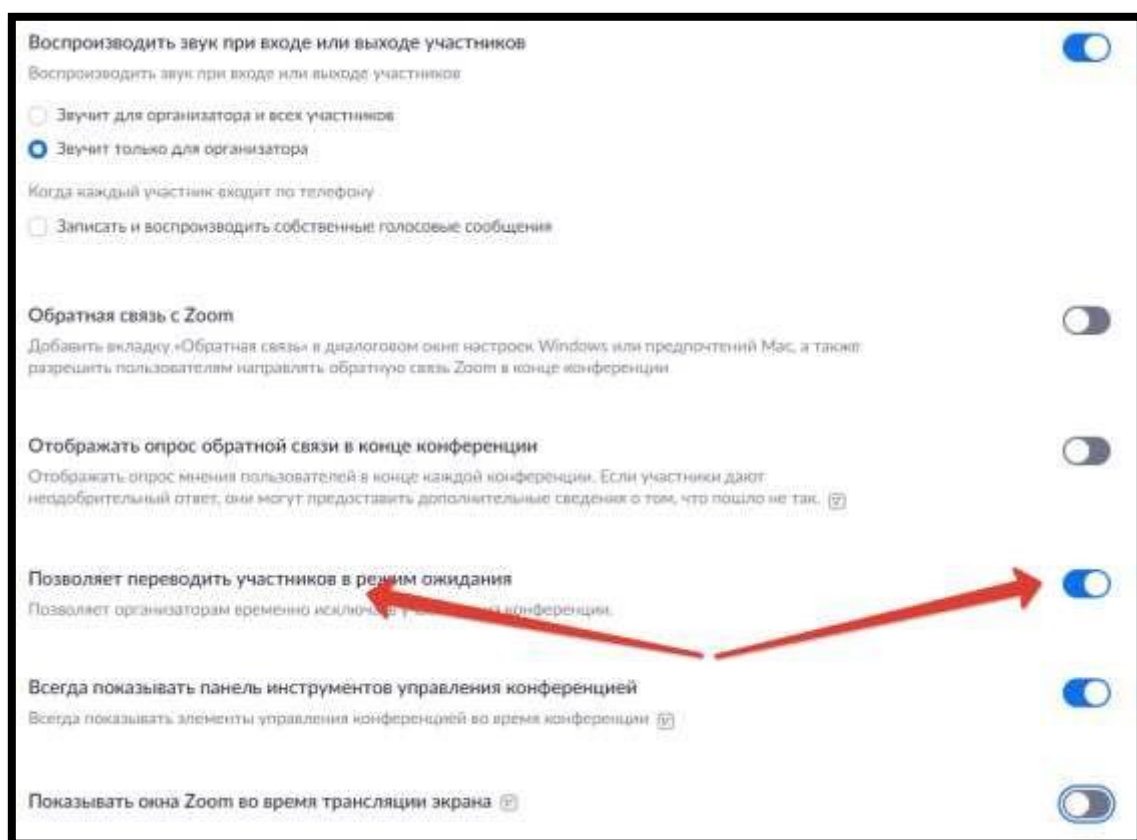 Воспроизводить звук при входе или выходе участников
Воспроизводить звук при входе или выходе участников
Звучит для организатора и всех участников
Звучит только для организатора
Когда каждый участник входит по телефону
Записать и воспроизводить собственные голосовые сообщения
Обратная связь с Zoom
Добавить вкладку «Обратная связь» в диалоговом окне настроек Windows или предпочтений Mac, а также
разрешить пользователям направлять обратную связь Zoom в конце конференции
Отображать опрос обратной связи в конце конференции
Отображать опрос мнения пользователей в конце каждой конференции. Если участники дают
неодобрительный ответ, они могут предоставить дополнительные сведения о том, что пошло не так.
Позволяет переводить участников в режим ожидания
Позволяет организаторам временно конференции.
Всегда показывать панель инструментов управления конференцией
Всегда показывать элементы управления конференцией во время конференции
Показывать окна Zoom во время трансляции экрана